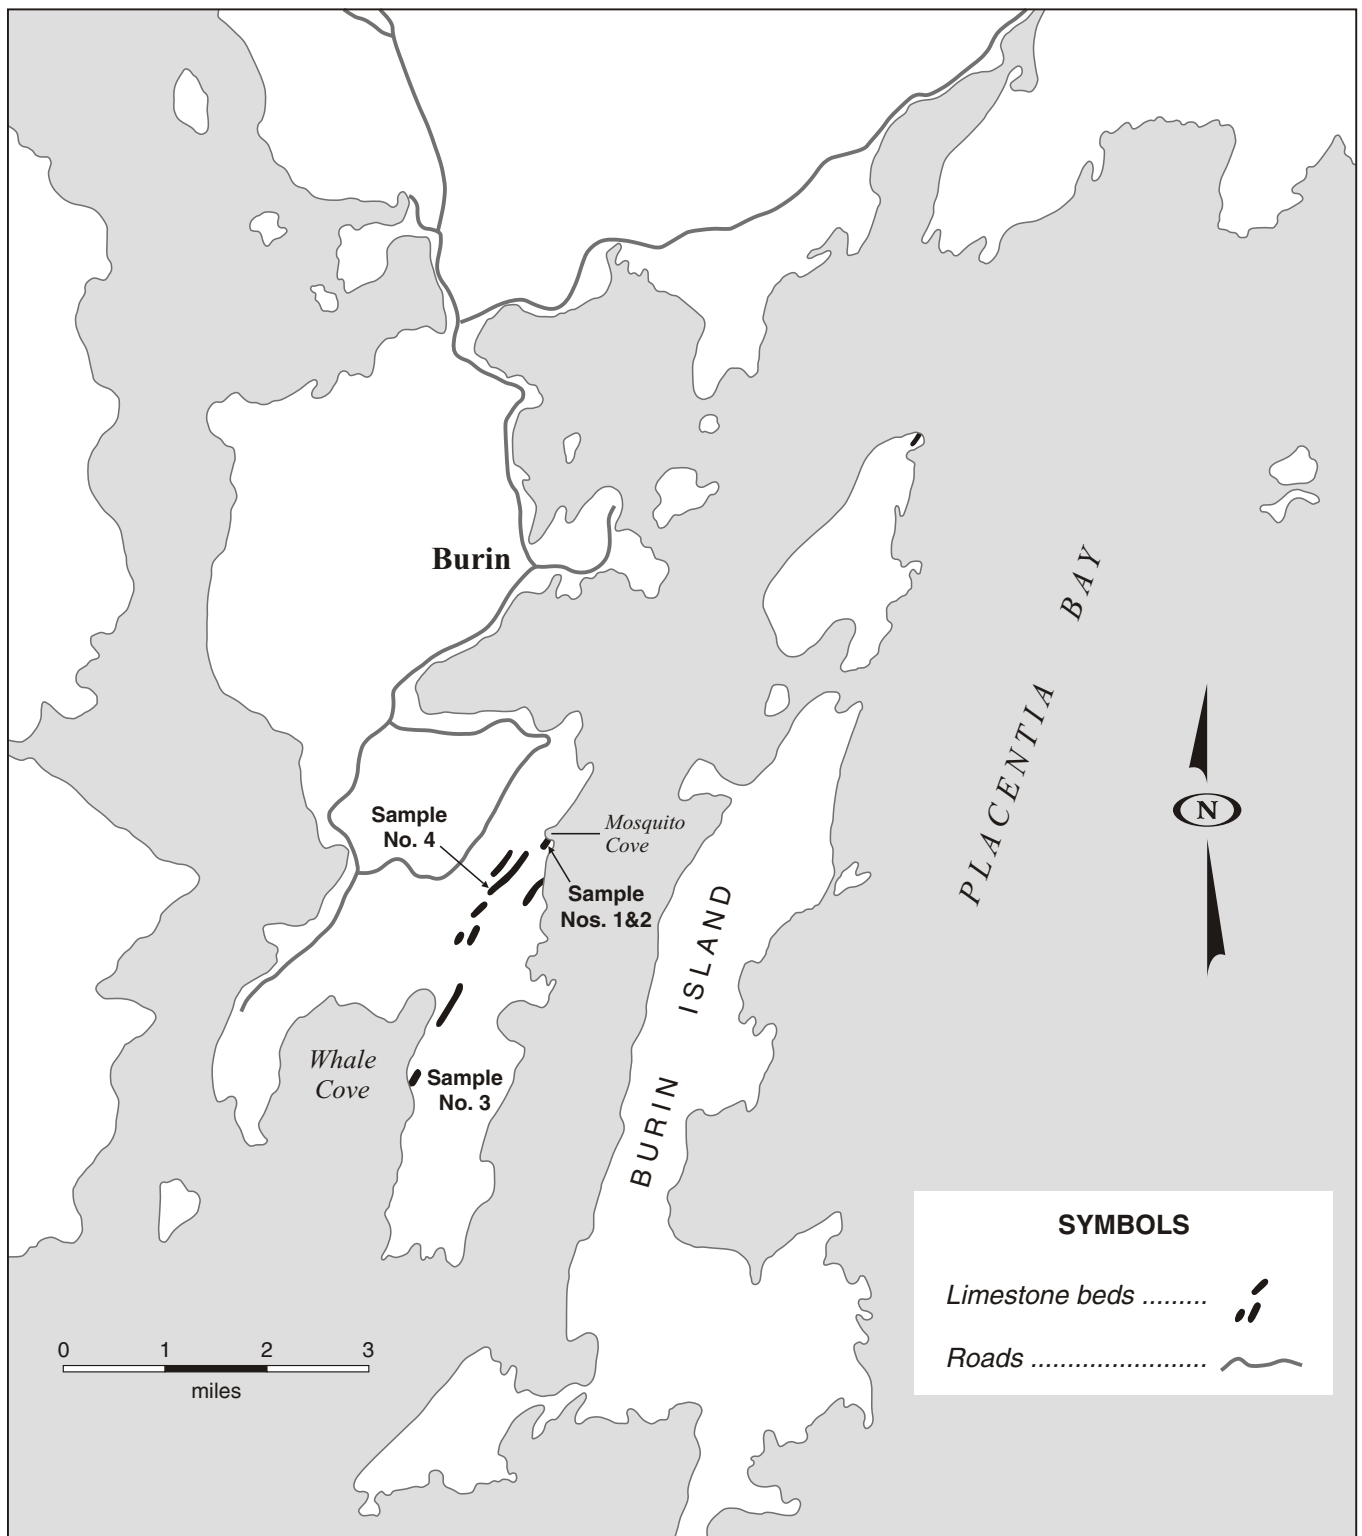 Burin
PLACENTIA BAY
Sample
No. 4
Mosquito
Cove
N
Sample
Nos. 1&2
BURIN ISLAND
Whale
Cove
Sample
No. 3
SYMBOLS
Limestone beds .........
Roads ........................
0 1 2 3
miles